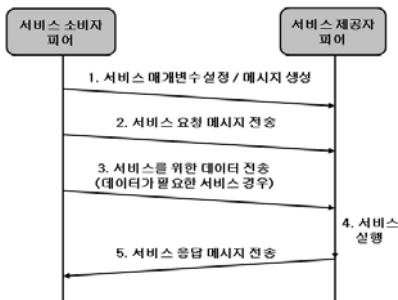 서비스 소비자
피어
서비스 제공자
피어
1. 서비스 매개변수설정 / 메시지 생성
2. 서비스 요청 메시지 전송
3. 서비스를 위한 데이터 전송
(데이터가 필요한 서비스 경우)
4. 서비스
실행
5. 서비스 응답 메시지 전송